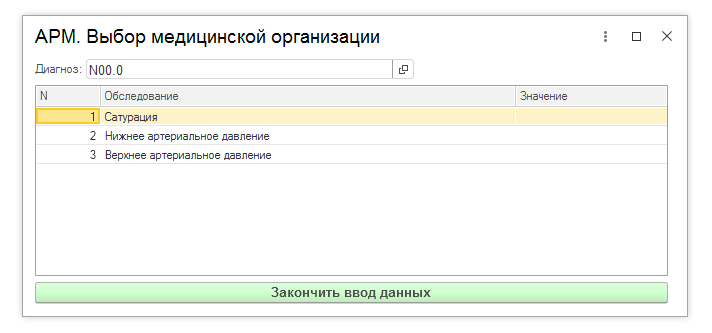 АРМ. Выбор медицинской организации
Диагноз: N00.0
N Обследование Значение
1 Сатурация
2 Нижнее артериальное давление
3 Верхнее артериальное давление
Закончить ввод данных